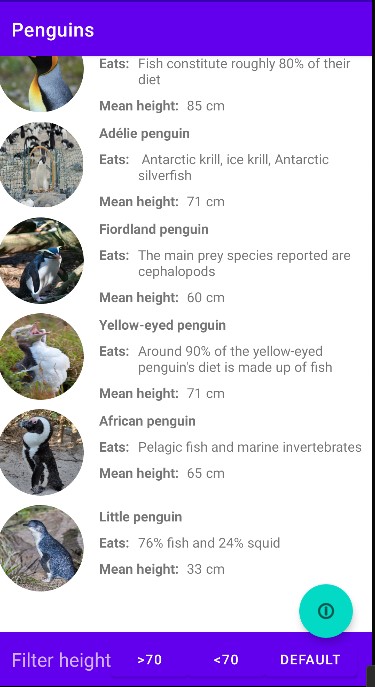 Penguins
Eats: Fish constitute roughly 80% of their
diet
Mean height: 85 cm
Adélie penguin
Eats: Antarctic krill, ice krill, Antarctic
silverfish
Mean height: 71 cm
Fiordland penguin
Eats: The main prey species reported are
cephalopods
Mean height: 60 cm
Yellow-eyed penguin
Eats: Around 90% of the yellow-eyed
penguin's diet is made up of fish
Mean height: 71 cm
African penguin
Eats: Pelagic fish and marine invertebrates
Mean height: 65 cm
Little penguin
Eats: 76% fish and 24% squid
Mean height: 33 cm
Filter height >70 <70 DEFAULT